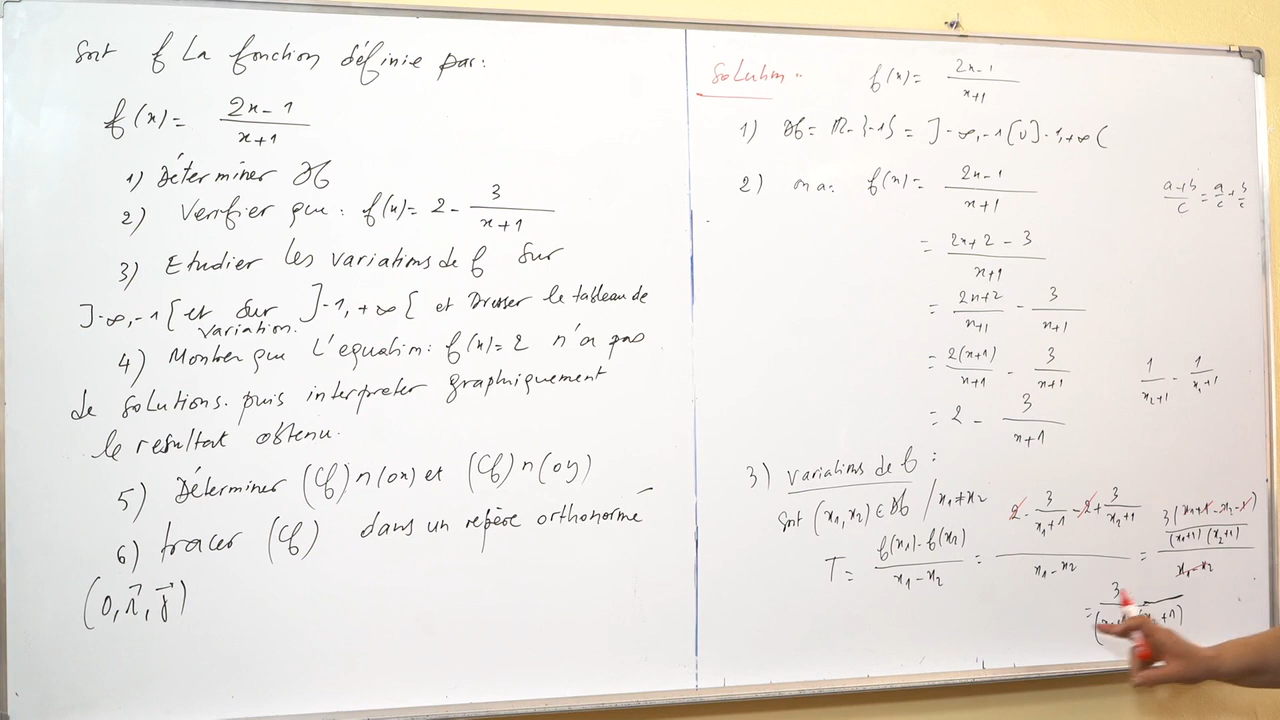 Soit f La fonction définie par:
f(x)= (2x-1)/(x+1)
1) Déterminer Df
2) Verifier que: f(x)= 2 - 3/(x+1)
3) Etudier les variations de f sur
]-∞,-1[ et sur ]-1,+∞[ et Dresser le tableau de
variation.
4) Montrer que L'equation: f(x)=2 n'a pas
de solutions. puis interpreter graphiquement
le resultat obtenu.
5) Déterminer (Cf)∩(ox) et (Cf)∩(oy)
6) tracer (Cf) dans un repère orthonormé
(0,i⃗,j⃗)
Solution: f(x)= (2x-1)/(x+1)
1) Df= R-{-1} = ]-∞,-1[∪]-1,+∞(
2) on a: f(x)= (2x-1)/(x+1)
(a+b)/c = a/c + b/c
= (2x+2-3)/(x+1)
= (2x+2)/(x+1) - 3/(x+1)
= 2(x+1)/(x+1) - 3/(x+1)
1/(x₂+1) - 1/(x₁+1)
= 2 - 3/(x+1)
3) variations de f:
Soit (x₁,x₂)∈Df / x₁≠x₂
T= (f(x₁)-f(x₂))/(x₁-x₂) = (2 - 3/(x₁+1) - 2 + 3/(x₂+1))/(x₁-x₂) = (3(x₁+1-x₂-1)/((x₁+1)(x₂+1)))/(x₁-x₂)
= 3/